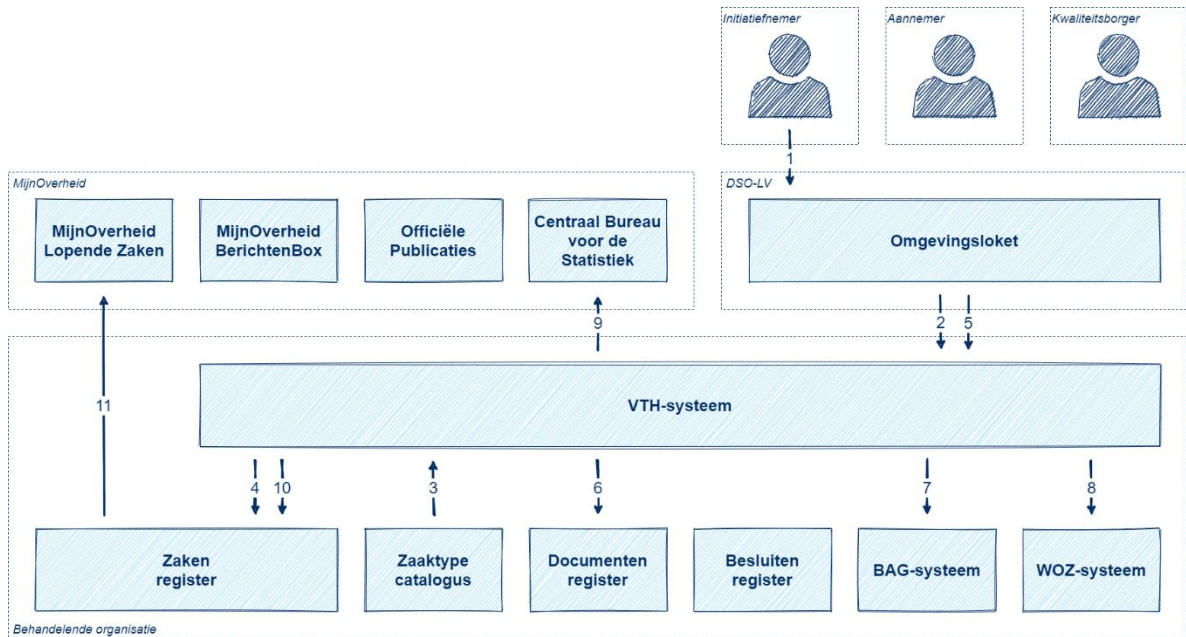 Initiatiefnemer
Aannemer
Kwaliteitsborger
1
MijnOverheid
DSO-LV
MijnOverheid
Lopende Zaken
MijnOverheid
BerichtenBox
Officiële
Publicaties
Centraal Bureau
voor de
Statistiek
Omgevingsloket
9
2
5
11
VTH-systeem
4
10
3
6
7
8
Zaken
register
Zaaktype
catalogus
Documenten
register
Besluiten
register
BAG-systeem
WOZ-systeem
Behandelende organisatie